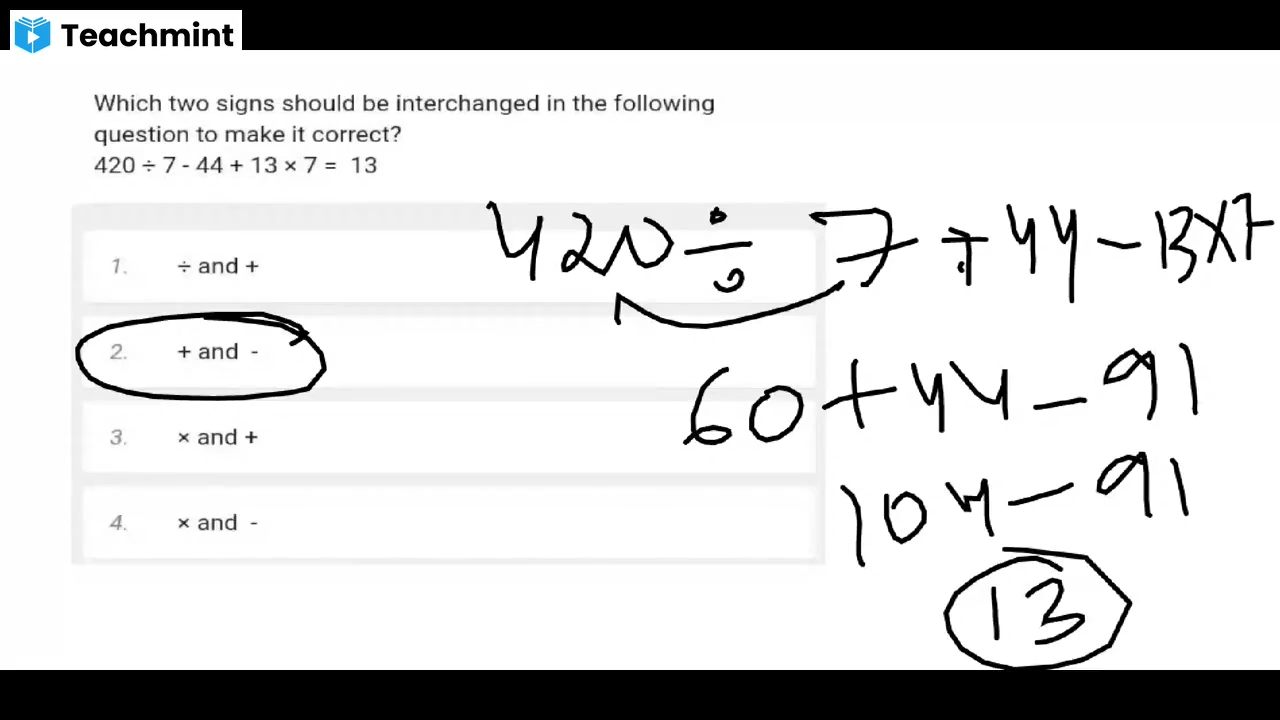 Teachmint
Which two signs should be interchanged in the following
question to make it correct?
420 ÷ 7 - 44 + 13 × 7 = 13
1. ÷ and +
2. + and -
3. × and +
4. × and -
420 ÷ 7 + 44 - 13 × 7
60 + 44 - 91
104 - 91
13